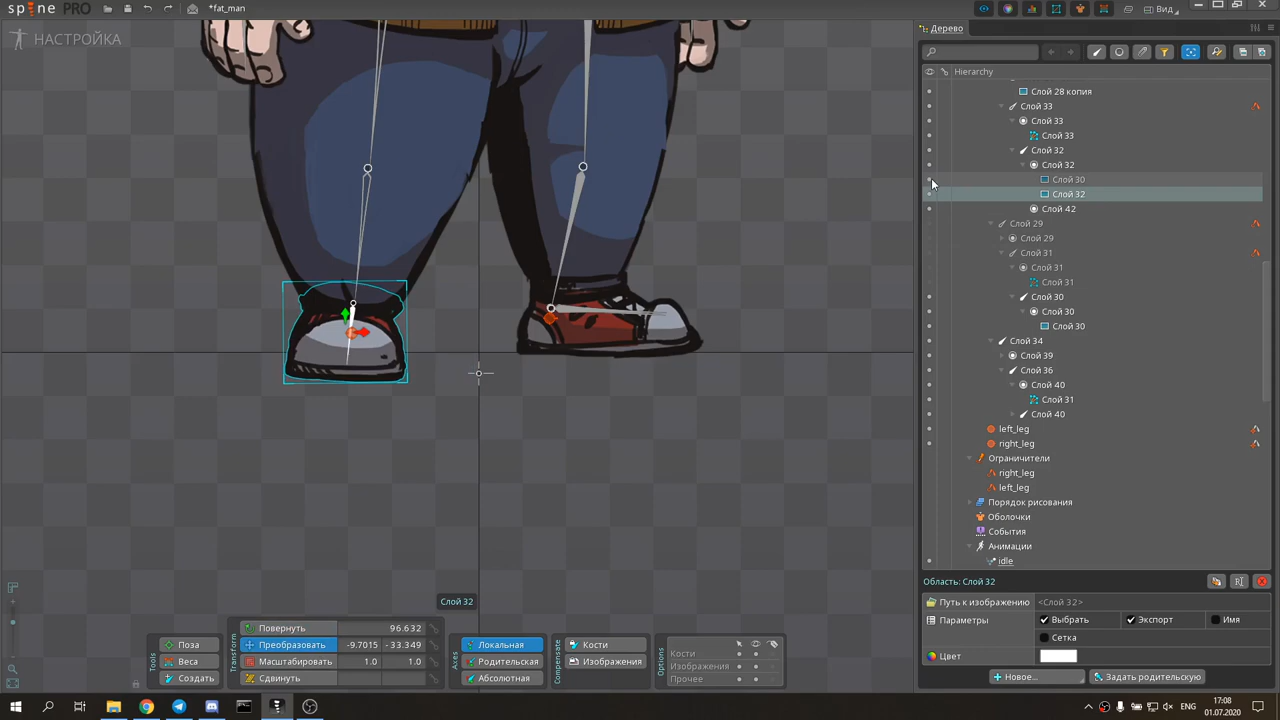 spine PRO *fat_man Вид
НАСТРОЙКА
Дерево
Hierarchy
Слой 28 копия
Слой 33
Слой 33
Слой 33
Слой 32
Слой 32
Слой 30
Слой 32
Слой 42
Слой 29
Слой 29
Слой 31
Слой 31
Слой 31
Слой 30
Слой 30
Слой 30
Слой 34
Слой 39
Слой 36
Слой 40
Слой 31
Слой 40
left_leg
right_leg
Ограничители
right_leg
left_leg
Порядок рисования
Оболочки
События
Анимации
idle
Область: Слой 32
Путь к изображению <Слой 32>
Параметры Выбрать Экспорт Имя
Сетка
Цвет
Новое... Задать родительскую
Слой 32
Tools
Поза
Веса
Создать
Transform
Повернуть 96.632
Преобразовать -9.7015 - 33.349
Масштабировать 1.0 1.0
Сдвинуть
Axes
Локальная
Родительская
Абсолютная
Compensate
Кости
Изображения
Options
Кости
Изображения
Прочее
17:08
01.07.2020